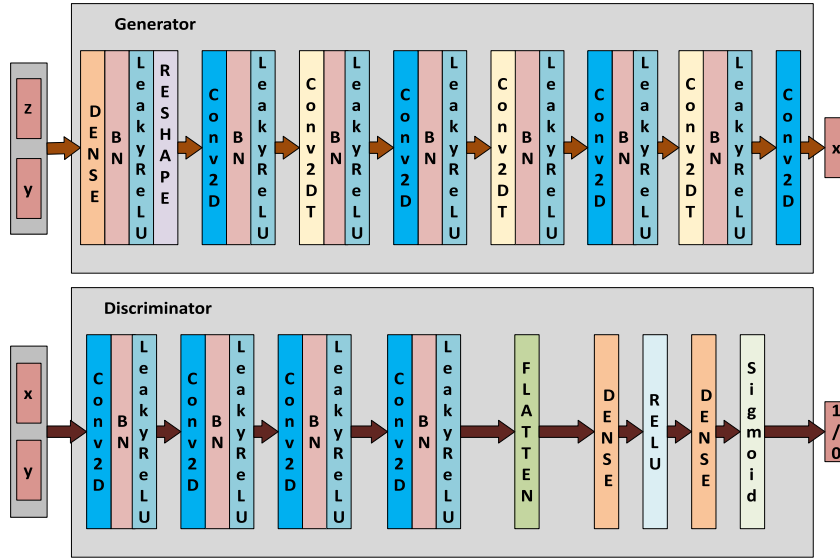 Generator
z
y
DENSE
BN
LeakyReLU
RESHAPE
Conv2D
BN
LeakyReLU
Conv2DT
BN
LeakyReLU
Conv2D
BN
LeakyReLU
Conv2DT
BN
LeakyReLU
Conv2D
BN
LeakyReLU
Conv2DT
BN
LeakyReLU
Conv2D
x
Discriminator
x
y
Conv2D
BN
LeakyReLU
Conv2D
BN
LeakyReLU
Conv2D
BN
LeakyReLU
Conv2D
BN
LeakyReLU
FLATTEN
DENSE
RELU
DENSE
Sigmoid
1/0